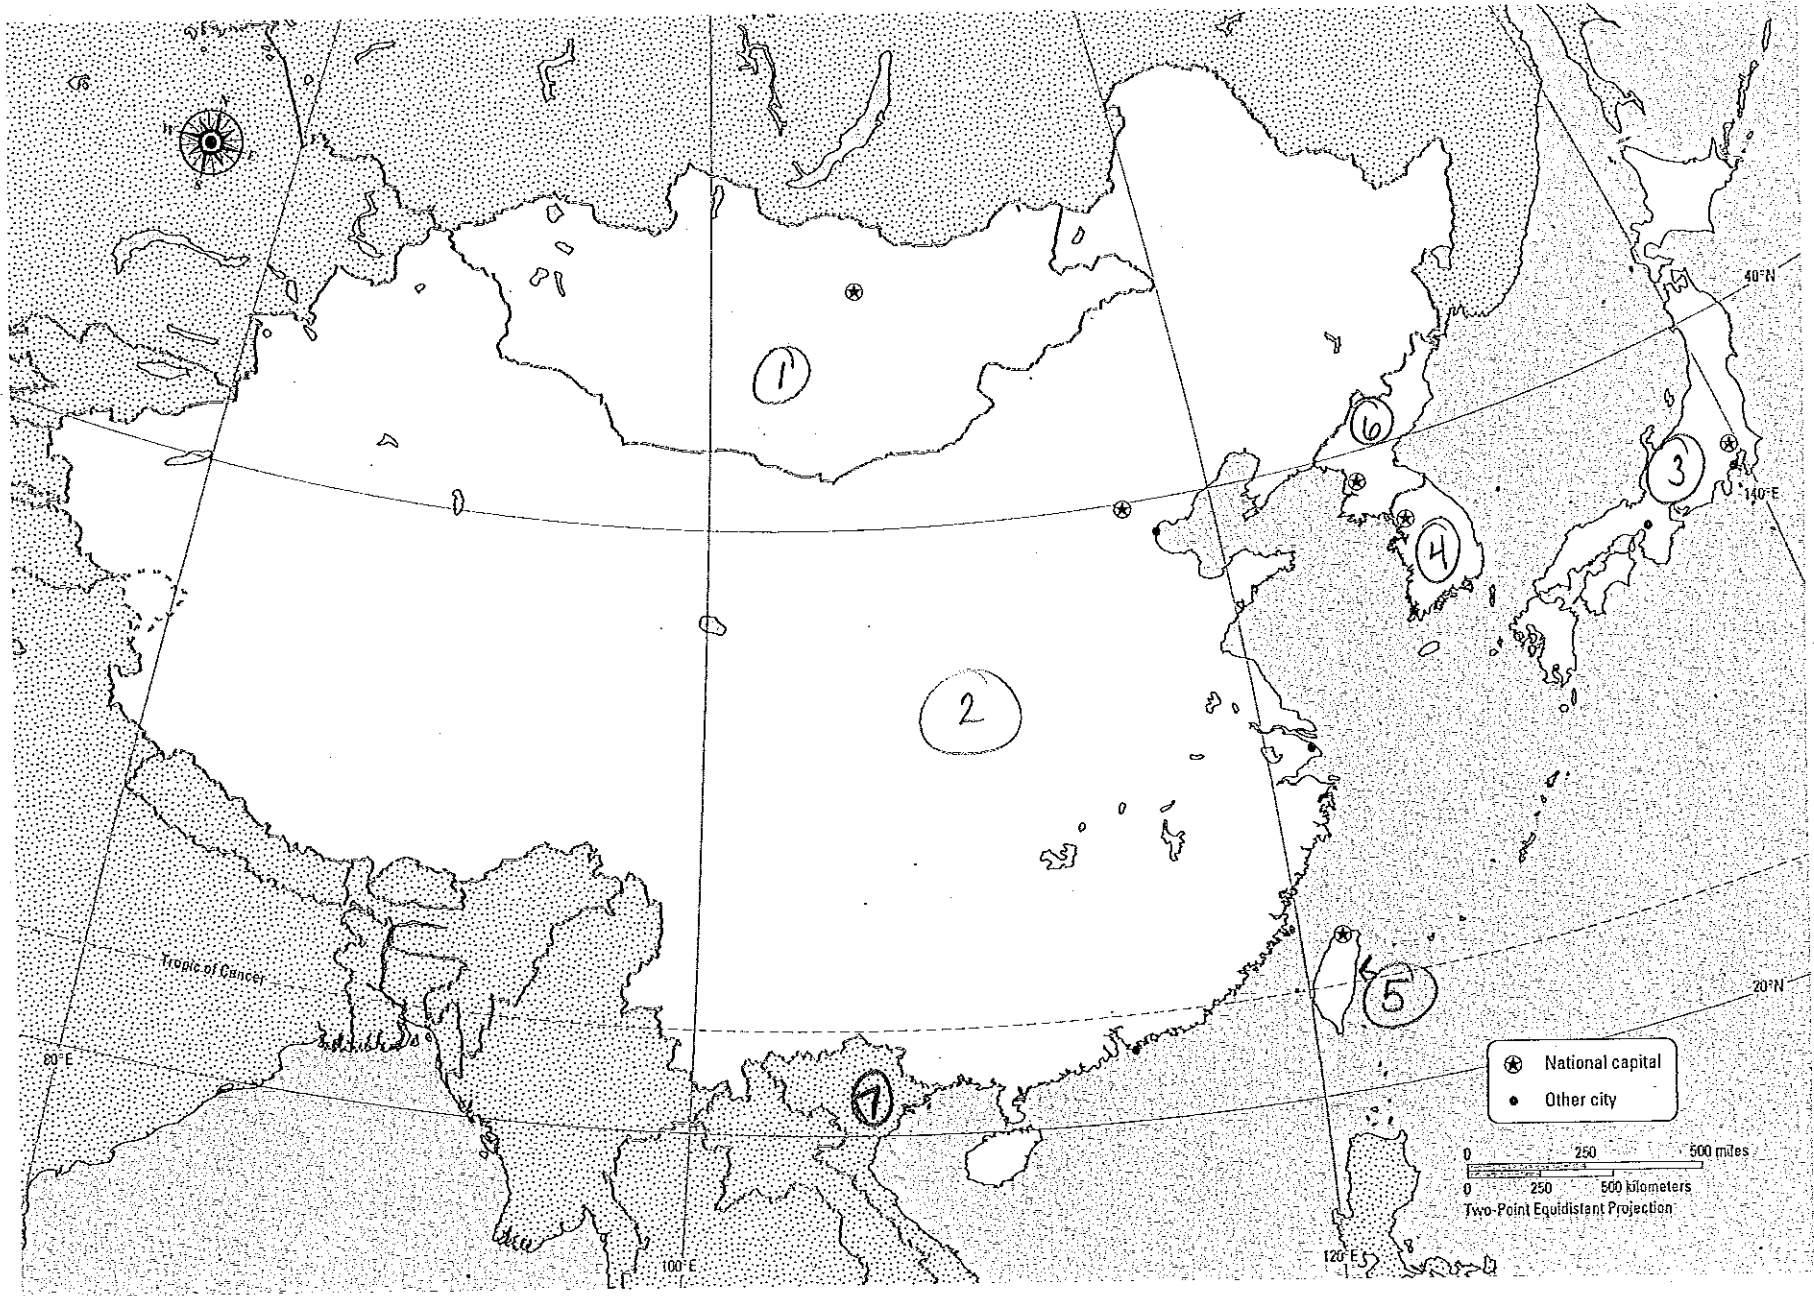 N
E
S
40°N
1
6
3
140°E
4
2
5
Tropic of Cancer
20°N
80°E
7
National capital
Other city
0 250 500 miles
0 250 500 kilometers
Two-Point Equidistant Projection
100°E
120°E